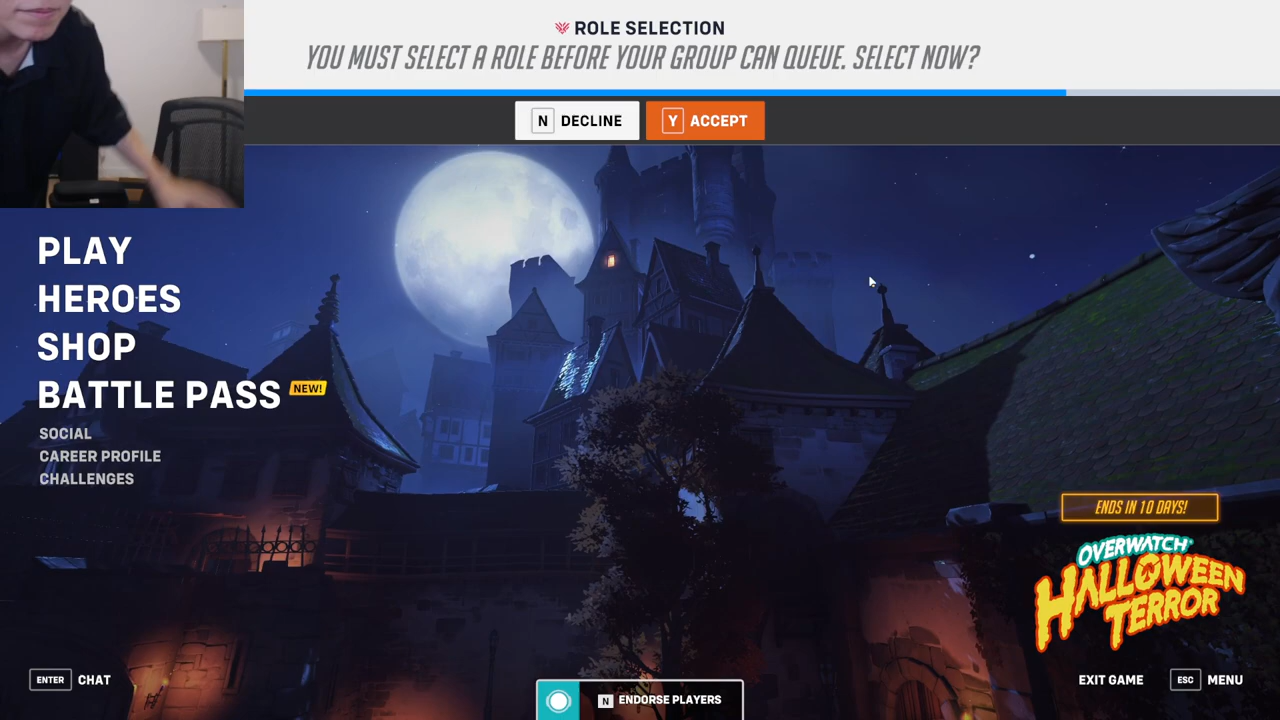 ROLE SELECTION
YOU MUST SELECT A ROLE BEFORE YOUR GROUP CAN QUEUE. SELECT NOW?
N DECLINE
Y ACCEPT
PLAY
HEROES
SHOP
BATTLE PASS NEW!
SOCIAL
CAREER PROFILE
CHALLENGES
ENDS IN 10 DAYS!
OVERWATCH
HALLOWEEN
TERROR
ENTER CHAT
N ENDORSE PLAYERS
EXIT GAME
ESC MENU